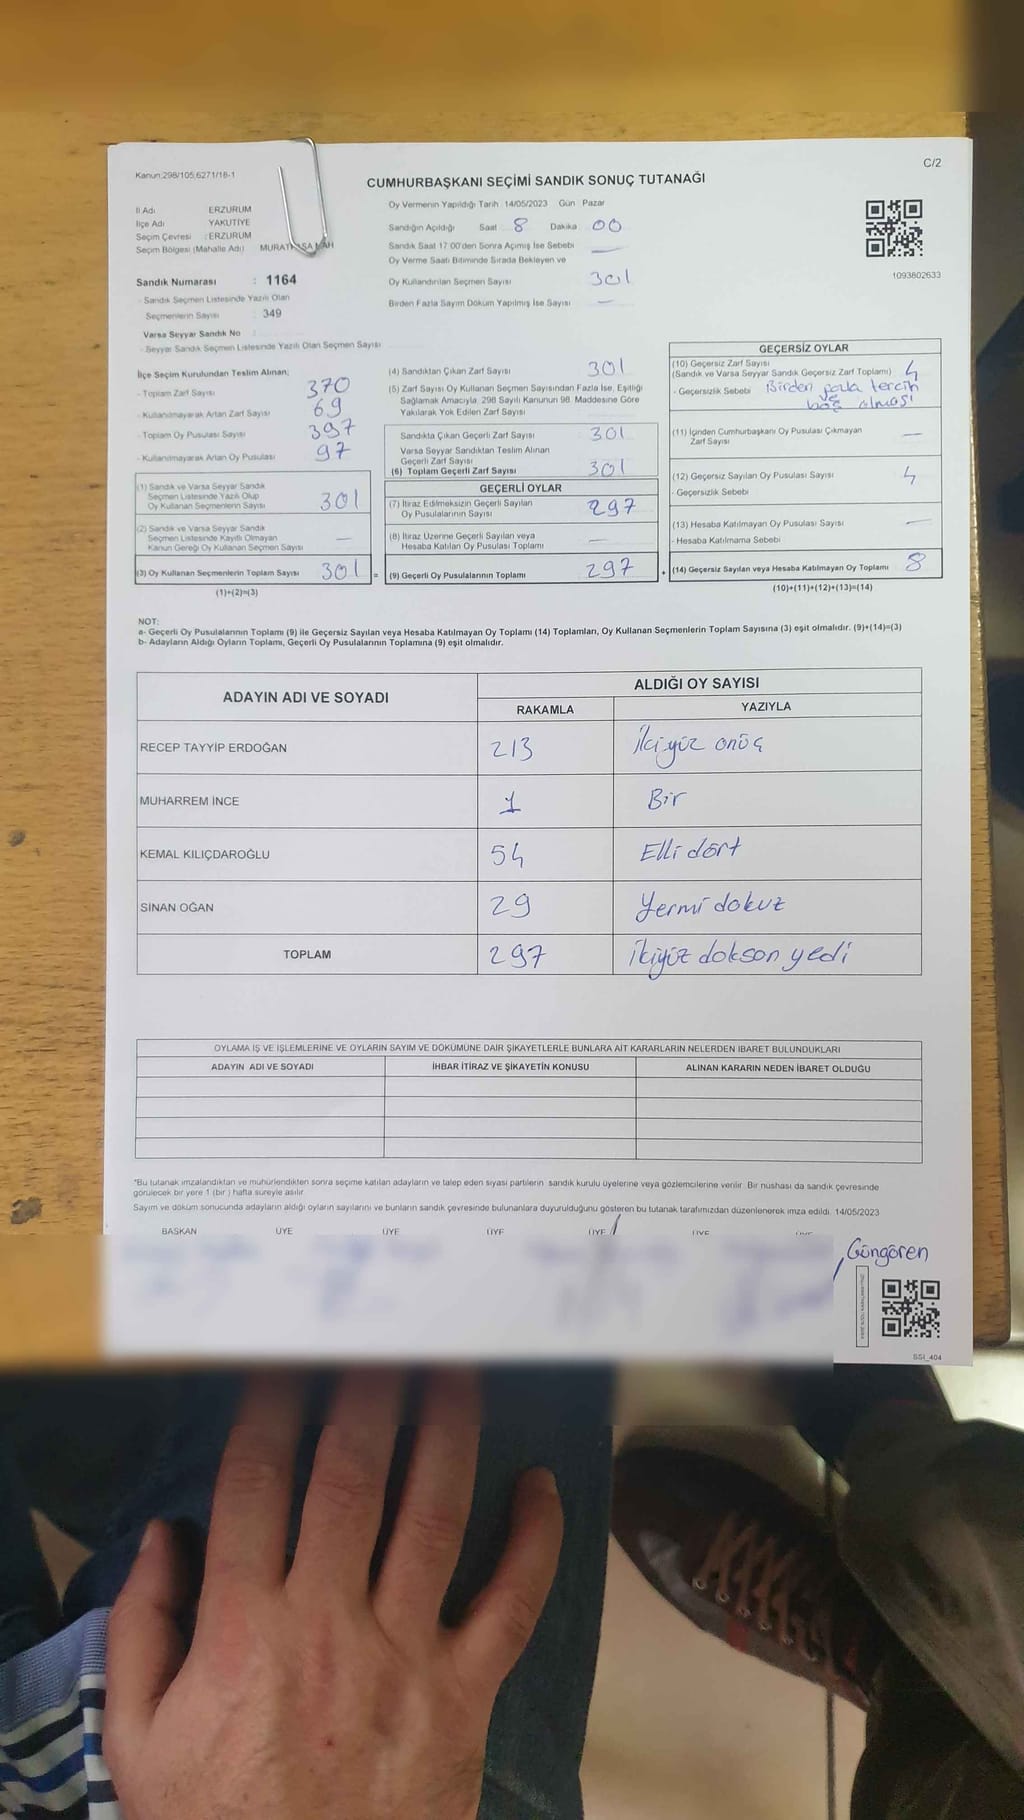 C/2
Kanun:298/105,6271/18-1
CUMHURBAŞKANI SEÇİMİ SANDIK SONUÇ TUTANAĞI
İl Adı ERZURUM
İlçe Adı YAKUTİYE
Seçim Çevresi : ERZURUM
Seçim Bölgesi (Mahalle Adı)
Sandık Numarası : 1164
- Sandık Seçmen Listesinde Yazılı Olan
Seçmenlerin Sayısı : 349
Varsa Seyyar Sandık No
- Seyyar Sandık Seçmen Listesinde Yazılı Olan Seçmen Sayısı
Oy Vermenin Yapıldığı Tarih 14/05/2023 Gün Pazar
Sandığın Açıldığı Saat 8 Dakika 00
Sandık Saat 17:00'den Sonra Açılmış İse Sebebi —
Oy Verme Saati Bitiminde Sırada Bekleyen ve
Oy Kullandırılan Seçmen Sayısı 301
Birden Fazla Sayım Döküm Yapılmış İse Sayısı —
1093802633
İlçe Seçim Kurulundan Teslim Alınan;
- Toplam Zarf Sayısı 370
- Kullanılmayarak Artan Zarf Sayısı 69
- Toplam Oy Pusulası Sayısı 397
- Kullanılmayarak Artan Oy Pusulası 97
(1) Sandık ve Varsa Seyyar Sandık
Seçmen Listesinde Yazılı Olup
Oy Kullanan Seçmenlerin Sayısı 301
(2) Sandık ve Varsa Seyyar Sandık
Seçmen Listesinde Kayıtlı Olmayan
Kanun Gereği Oy Kullanan Seçmen Sayısı —
(3) Oy Kullanan Seçmenlerin Toplam Sayısı 301 =
(1)+(2)=(3)
(4) Sandıktan Çıkan Zarf Sayısı 301
(5) Zarf Sayısı Oy Kullanan Seçmen Sayısından Fazla İse, Eşitliği
Sağlamak Amacıyla, 298 Sayılı Kanunun 98. Maddesine Göre
Yakılarak Yok Edilen Zarf Sayısı
Sandıkta Çıkan Geçerli Zarf Sayısı 301
Varsa Seyyar Sandıktan Teslim Alınan
Geçerli Zarf Sayısı
(6) Toplam Geçerli Zarf Sayısı 301
GEÇERLİ OYLAR
(7) İtiraz Edilmeksizin Geçerli Sayılan
Oy Pusulalarının Sayısı 297
(8) İtiraz Üzerine Geçerli Sayılan veya
Hesaba Katılan Oy Pusulası Toplamı —
(9) Geçerli Oy Pusulalarının Toplamı 297 +
GEÇERSİZ OYLAR
(10) Geçersiz Zarf Sayısı
(Sandık ve Varsa Seyyar Sandık Geçersiz Zarf Toplamı) 4
- Geçersizlik Sebebi Birden fazla tercih
ve
boş olması
(11) İçinden Cumhurbaşkanı Oy Pusulası Çıkmayan
Zarf Sayısı —
(12) Geçersiz Sayılan Oy Pusulası Sayısı 4
- Geçersizlik Sebebi
(13) Hesaba Katılmayan Oy Pusulası Sayısı —
- Hesaba Katılmama Sebebi
(14) Geçersiz Sayılan veya Hesaba Katılmayan Oy Toplamı 8
(10)+(11)+(12)+(13)=(14)
NOT:
a- Geçerli Oy Pusulalarının Toplamı (9) ile Geçersiz Sayılan veya Hesaba Katılmayan Oy Toplamı (14) Toplamları, Oy Kullanan Seçmenlerin Toplam Sayısına (3) eşit olmalıdır. (9)+(14)=(3)
b- Adayların Aldığı Oyların Toplamı, Geçerli Oy Pusulalarının Toplamına (9) eşit olmalıdır.
ADAYIN ADI VE SOYADI ALDIĞI OY SAYISI
RAKAMLA YAZIYLA
RECEP TAYYİP ERDOĞAN 213 İkiyüz onüç
MUHARREM İNCE 1 Bir
KEMAL KILIÇDAROĞLU 54 Elli dört
SİNAN OĞAN 29 Yermi dokuz
TOPLAM 297 ikiyüz dokson yedi
OYLAMA İŞ VE İŞLEMLERİNE VE OYLARIN SAYIM VE DÖKÜMÜNE DAİR ŞİKAYETLERLE BUNLARA AİT KARARLARIN NELERDEN İBARET BULUNDUKLARI
ADAYIN ADI VE SOYADI İHBAR İTİRAZ VE ŞİKAYETİN KONUSU ALINAN KARARIN NEDEN İBARET OLDUĞU
*Bu tutanak imzalandıktan ve mühürlendikten sonra seçime katılan adayların ve talep eden siyasi partilerin sandık kurulu üyelerine veya gözlemcilerine verilir. Bir nüshası da sandık çevresinde
görülecek bir yere 1 (bir ) hafta süreyle asılır.
Sayım ve döküm sonucunda adayların aldığı oyların sayılarını ve bunların sandık çevresinde bulunanlara duyurulduğunu gösteren bu tutanak tarafımızdan düzenlenerek imza edildi. 14/05/2023
BAŞKAN ÜYE ÜYE ÜYE ÜYE ÜYE
Güngören
SSI_404